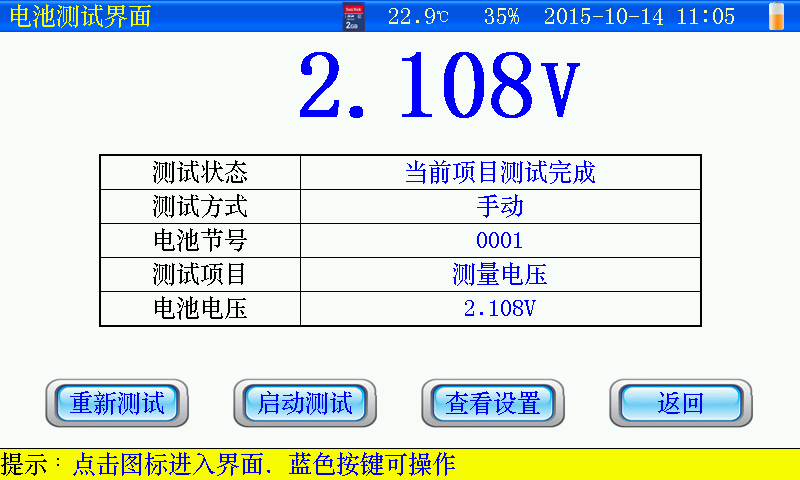 电池测试界面 SanDisk 2GB 22.9℃ 35% 2015-10-14 11:05
2.108V
测试状态 当前项目测试完成
测试方式 手动
电池节号 0001
测试项目 测量电压
电池电压 2.108V
重新测试 启动测试 查看设置 返回
提示：点击图标进入界面．蓝色按键可操作